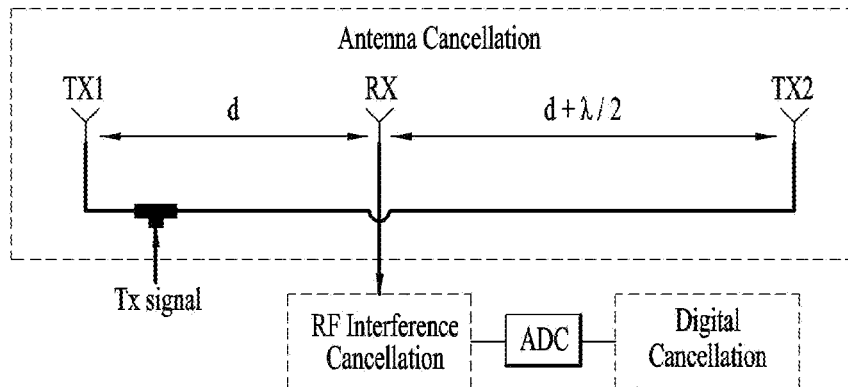 Antenna Cancellation
TX1
RX
TX2
d
d + λ / 2
Tx signal
RF Interference
Cancellation
ADC
Digital
Cancellation